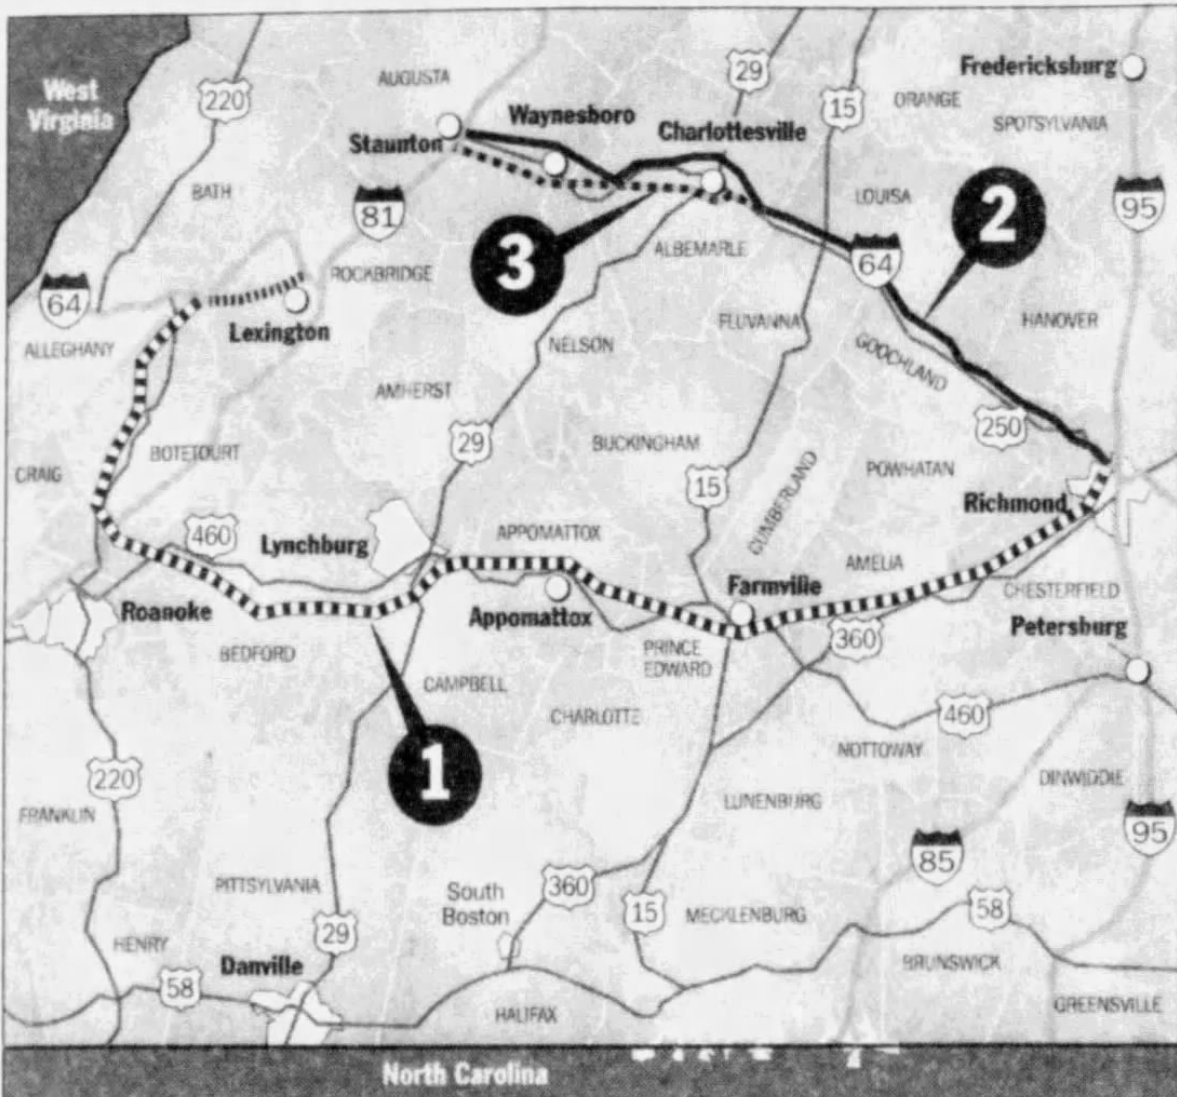 West
Virginia
220
AUGUSTA
29
15
Fredericksburg
ORANGE
SPOTSYLVANIA
Waynesboro
Charlottesville
Staunton
BATH
81
LOUISA
2
95
3
ALBEMARLE
64
ROCKBRIDGE
64
Lexington
ALLEGHANY
NELSON
FLUVANNA
HANOVER
GOOCHLAND
AMHERST
29
BUCKINGHAM
250
BOTETOURT
CRAIG
POWHATAN
15
CUMBERLAND
Richmond
460
Lynchburg
APPOMATTOX
AMELIA
Farmville
CHESTERFIELD
Roanoke
Appomattox
360
Petersburg
BEDFORD
PRINCE
EDWARD
CAMPBELL
CHARLOTTE
460
NOTTOWAY
1
220
DINWIDDIE
FRANKLIN
LUNENBURG
95
85
PITTSYLVANIA
South
Boston
360
15
MECKLENBURG
58
HENRY
29
Danville
58
BRUNSWICK
HALIFAX
GREENSVILLE
North Carolina